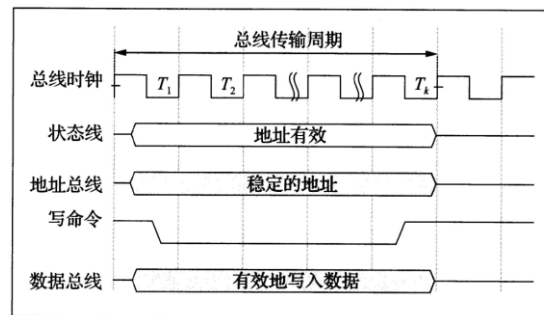 总线传输周期
总线时钟 T₁ T₂ Tₖ
状态线 地址有效
地址总线 稳定的地址
写命令
数据总线 有效地写入数据